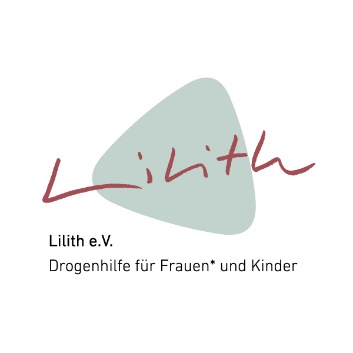 Lilith
Lilith e.V.
Drogenhilfe für Frauen* und Kinder